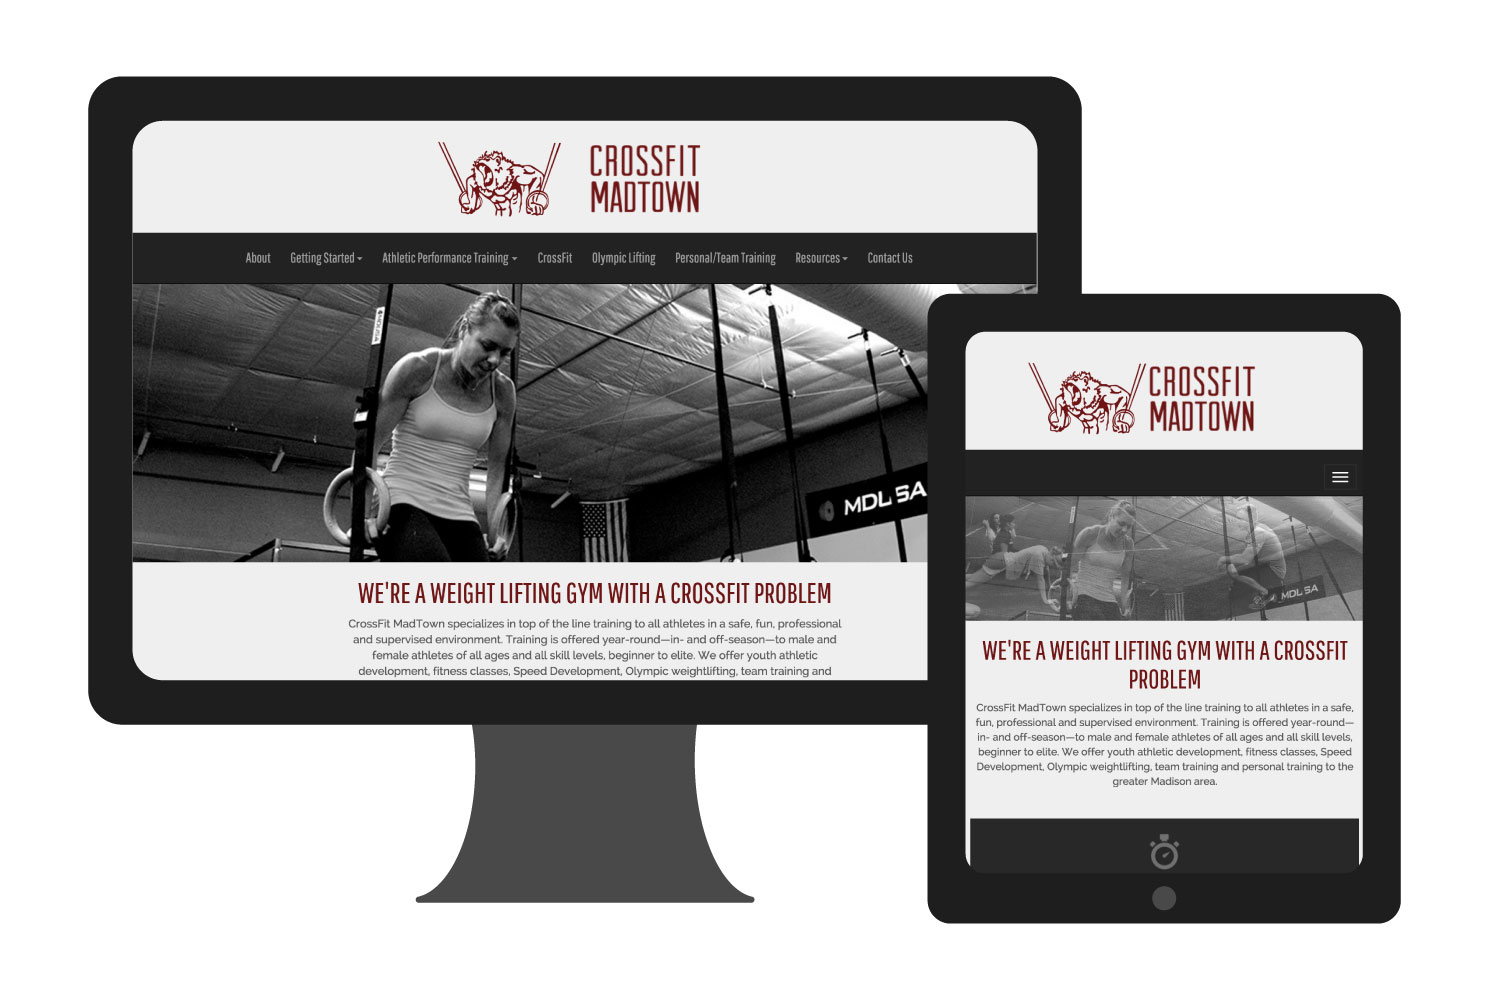 CROSSFIT
MADTOWN
About Getting Started Athletic Performance Training CrossFit Olympic Lifting Personal/Team Training Resources Contact Us
MDLUSA
WE'RE A WEIGHT LIFTING GYM WITH A CROSSFIT PROBLEM
CrossFit MadTown specializes in top of the line training to all athletes in a safe, fun, professional
and supervised environment. Training is offered year-round—in- and off-season—to male and
female athletes of all ages and all skill levels, beginner to elite. We offer youth athletic
development, fitness classes, Speed Development, Olympic weightlifting, team training and
CROSSFIT
MADTOWN
MDLUSA
WE'RE A WEIGHT LIFTING GYM WITH A CROSSFIT
PROBLEM
CrossFit MadTown specializes in top of the line training to all athletes in a safe,
fun, professional and supervised environment. Training is offered year-round—
in- and off-season—to male and female athletes of all ages and all skill levels,
beginner to elite. We offer youth athletic development, fitness classes, Speed
Development, Olympic weightlifting, team training and personal training to the
greater Madison area.